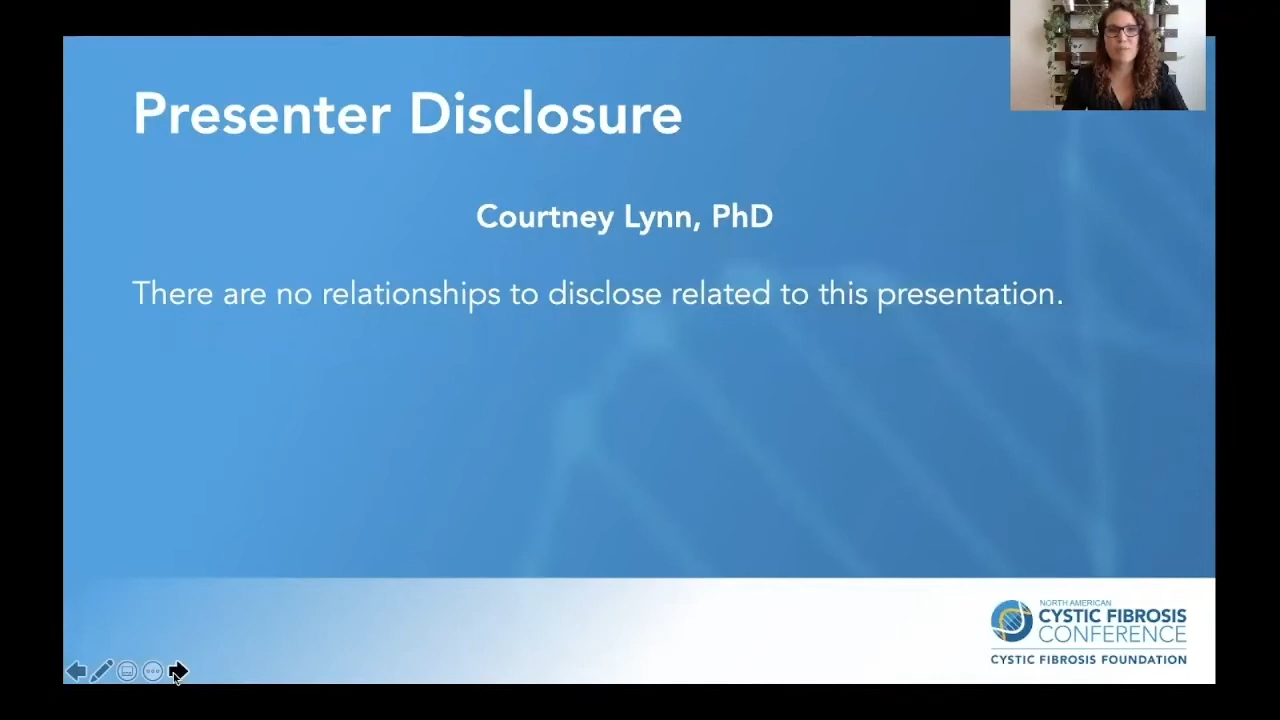 Presenter Disclosure
Courtney Lynn, PhD
There are no relationships to disclose related to this presentation.
NORTH AMERICAN
CYSTIC FIBROSIS
CONFERENCE
CYSTIC FIBROSIS FOUNDATION